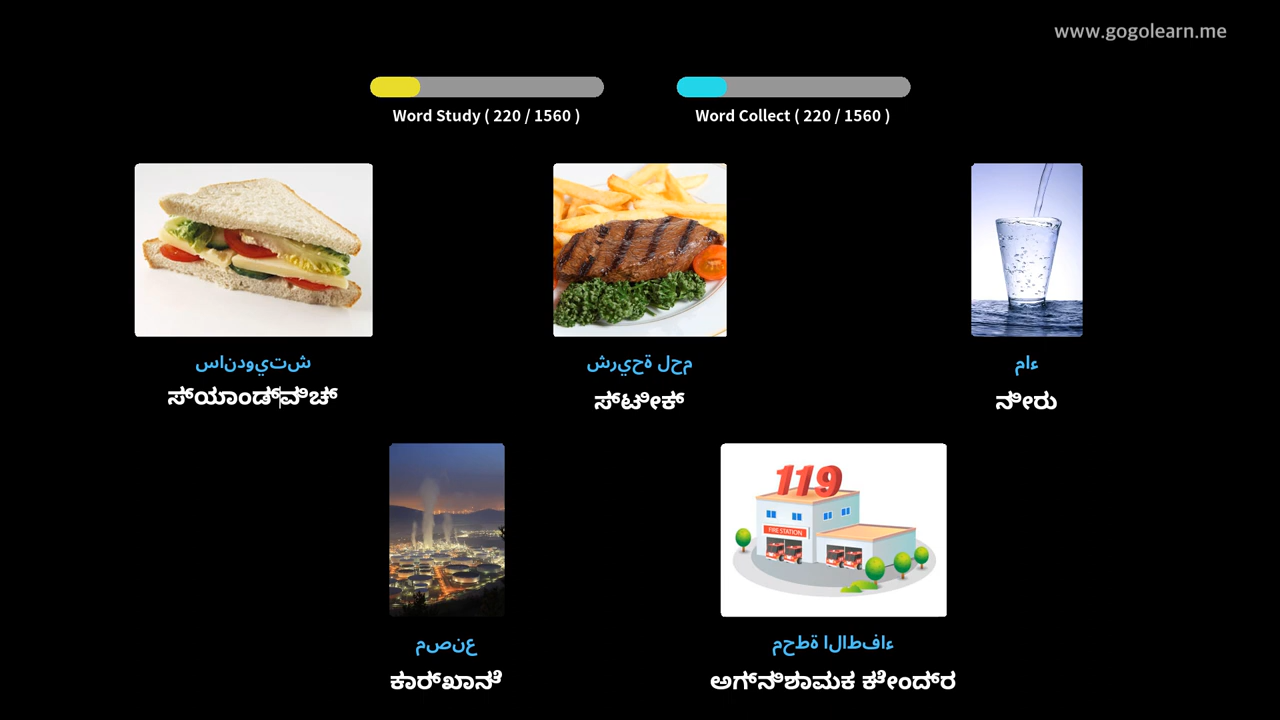 www.gogolearn.me
Word Study ( 220 / 1560 )
Word Collect ( 220 / 1560 )
ساندويتش
ಸ್ಯಾಂಡ್‌ವಿಚ್
شريحة لحم
ಸ್ಟೀಕ್
ماء
ನೀರು
مصنع
ಕಾರ್ಖಾನೆ
119
FIRE STATION
محطة الاطفاء
ಅಗ್ನಿಶಾಮಕ ಕೇಂದ್ರ